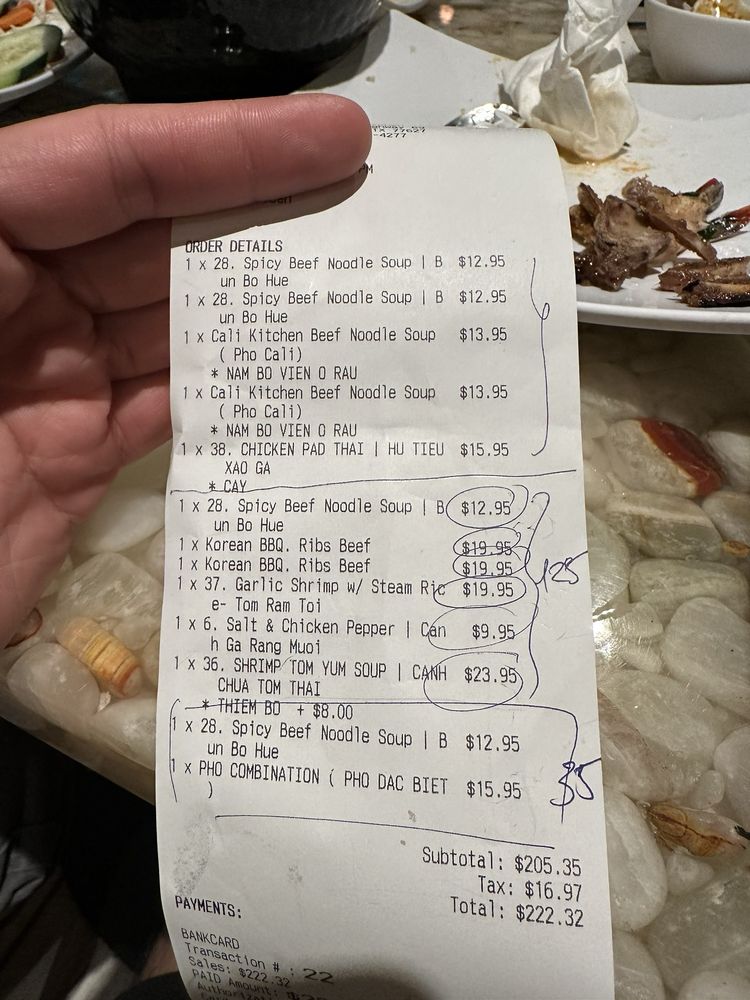 TX 77627
-4277
ORDER DETAILS
1 x 28. Spicy Beef Noodle Soup | B $12.95
un Bo Hue
1 x 28. Spicy Beef Noodle Soup | B $12.95
un Bo Hue
1 x Cali Kitchen Beef Noodle Soup $13.95
( Pho Cali)
* NAM BO VIEN O RAU
1 x Cali Kitchen Beef Noodle Soup $13.95
( Pho Cali)
* NAM BO VIEN O RAU
1 x 38. CHICKEN PAD THAI | HU TIEU $15.95
XAO GA
* CAY
1 x 28. Spicy Beef Noodle Soup | B $12.95
un Bo Hue
1 x Korean BBQ. Ribs Beef $19.95
1 x Korean BBQ. Ribs Beef $19.95
125
1 x 37. Garlic Shrimp w/ Steam Ric $19.95
e- Tom Ram Toi
1 x 6. Salt & Chicken Pepper | Can $9.95
h Ga Rang Muoi
1 x 36. SHRIMP TOM YUM SOUP | CANH $23.95
CHUA TOM THAI
* THIEM BO + $8.00
1 x 28. Spicy Beef Noodle Soup | B $12.95
un Bo Hue
1 x PHO COMBINATION ( PHO DAC BIET $15.95
)
Subtotal: $205.35
Tax: $16.97
Total: $222.32
PAYMENTS:
BANKCARD
Transaction # : 22
Sales: $222.32
PAID Amount: